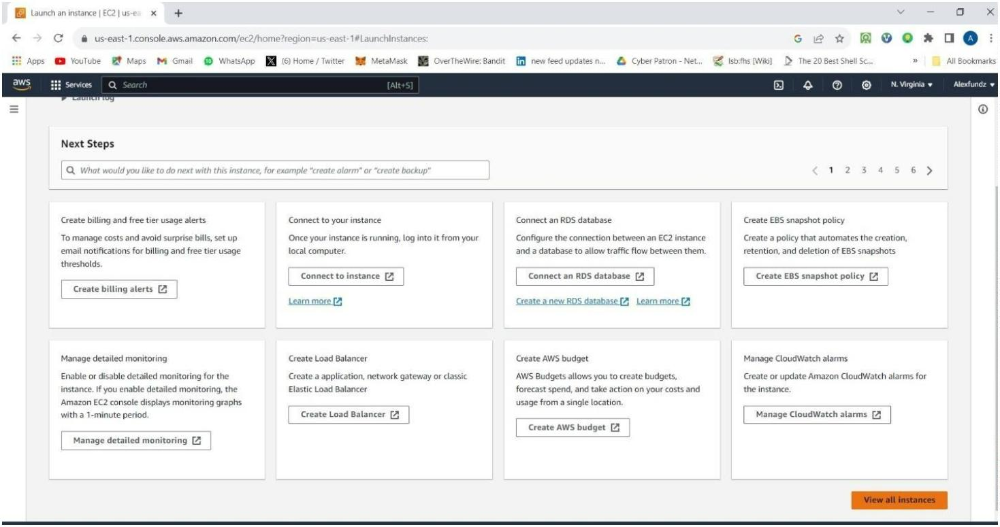 Launch an instance | EC2 | us-ea
us-east-1.console.aws.amazon.com/ec2/home?region=us-east-1#LaunchInstances:
G
A
Apps
YouTube
Maps
Gmail
10
WhatsApp
(6) Home / Twitter
MetaMask
OverTheWire: Bandit
new feed updates n...
Cyber Patron - Net...
lsb:fhs [Wiki]
The 20 Best Shell Sc...
»
All Bookmarks
aws
Services
Search
[Alt+S]
N. Virginia
Alexfundz
Launch log
Next Steps
What would you like to do next with this instance, for example "create alarm" or "create backup"
1 2 3 4 5 6
Create billing and free tier usage alerts
To manage costs and avoid surprise bills, set up
email notifications for billing and free tier usage
thresholds.
Create billing alerts
Connect to your instance
Once your instance is running, log into it from your
local computer.
Connect to instance
Learn more
Connect an RDS database
Configure the connection between an EC2 instance
and a database to allow traffic flow between them.
Connect an RDS database
Create a new RDS database Learn more
Create EBS snapshot policy
Create a policy that automates the creation,
retention, and deletion of EBS snapshots
Create EBS snapshot policy
Manage detailed monitoring
Enable or disable detailed monitoring for the
instance. If you enable detailed monitoring, the
Amazon EC2 console displays monitoring graphs
with a 1-minute period.
Manage detailed monitoring
Create Load Balancer
Create a application, network gateway or classic
Elastic Load Balancer
Create Load Balancer
Create AWS budget
AWS Budgets allows you to create budgets,
forecast spend, and take action on your costs and
usage from a single location.
Create AWS budget
Manage CloudWatch alarms
Create or update Amazon CloudWatch alarms for
the instance.
Manage CloudWatch alarms
View all instances